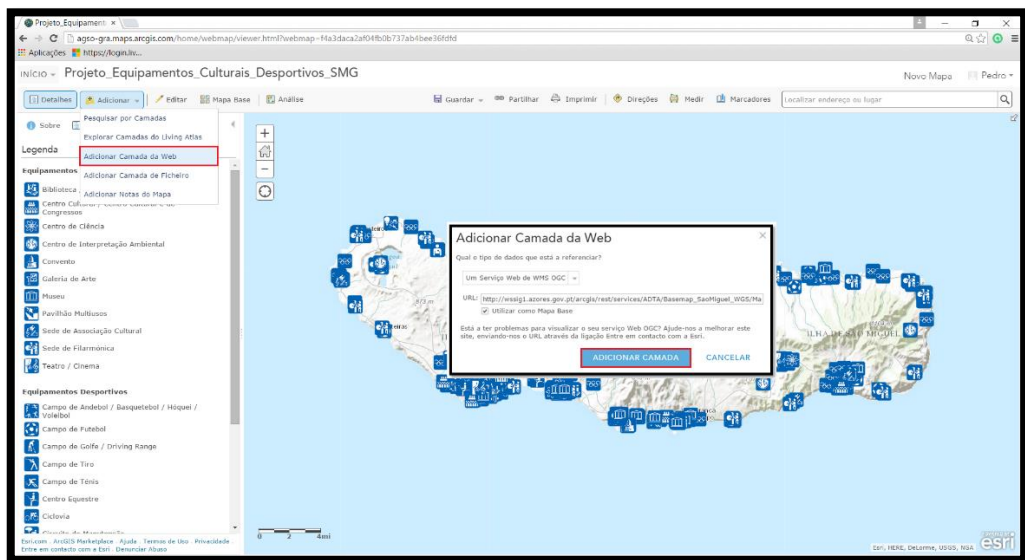 Projeto_Equipament
agso-gra.maps.arcgis.com/home/webmap/viewer.html?webmap=f4a3daca2af04fb0b737ab4bee36fdfd
Aplicações https://login.liv...
INÍCIO Projeto_Equipamentos_Culturais_Desportivos_SMG
Novo Mapa Pedro
Detalhes Adicionar Editar Mapa Base Análise
Guardar Partilhar Imprimir Direções Medir Marcadores Localizar endereço ou lugar
Sobre
Pesquisar por Camadas
Explorar Camadas do Living Atlas
Adicionar Camada da Web
Adicionar Camada de Ficheiro
Adicionar Notas do Mapa
Legenda
Equipamentos
Biblioteca
Centro Cultural / Centro Cultural e de
Congressos
Centro de Ciência
Centro de Interpretação Ambiental
Convento
Galeria de Arte
Museu
Pavilhão Multiusos
Sede de Associação Cultural
Sede de Filarmónica
Teatro / Cinema
Equipamentos Desportivos
Campo de Andebol / Basquetebol / Hóquei /
Voleibol
Campo de Futebol
Campo de Golfe / Driving Range
Campo de Tiro
Campo de Ténis
Centro Equestre
Ciclovia
Circuito de Manutenção
Esri.com . ArcGIS Marketplace . Ajuda . Termos de Uso . Privacidade .
Entre em contacto com a Esri . Denunciar Abuso
Adicionar Camada da Web
Qual o tipo de dados que está a referenciar?
Um Serviço Web de WMS OGC
URL: http://wssig1.azores.gov.pt/arcgis/rest/services/ADTA/Basemap_SaoMiguel_WGS/Ma
Utilizar como Mapa Base
Está a ter problemas para visualizar o seu serviço Web OGC? Ajude-nos a melhorar este
site, enviando-nos o URL através da ligação Entre em contacto com a Esri.
ADICIONAR CAMADA CANCELAR
ILHA DE SÃO MIGUEL
0 2 4mi
Esri, HERE, DeLorme, USGS, NGA
esri